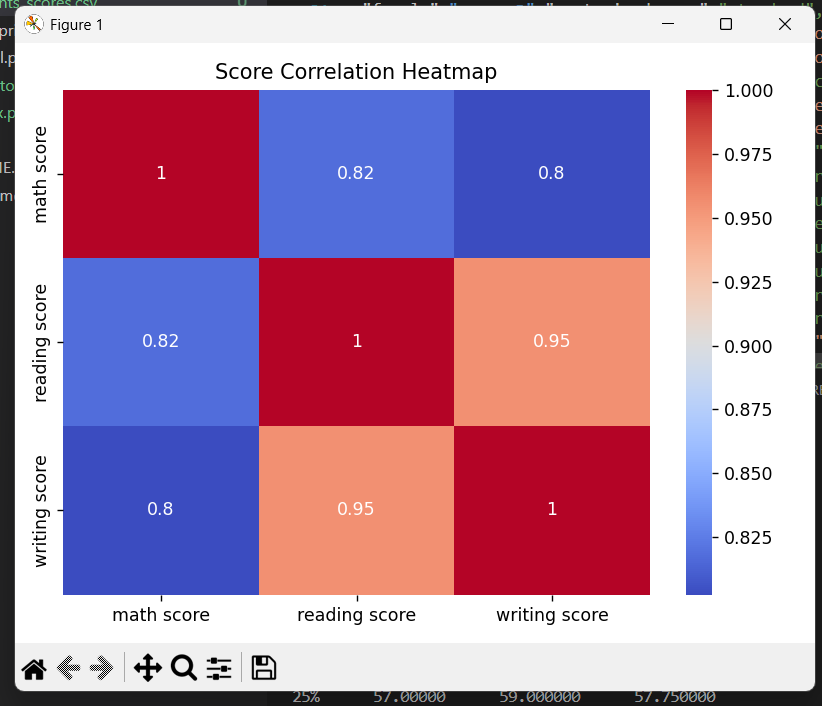 nts_scores.csv
Figure 1
Score Correlation Heatmap
math score
reading score
writing score
1 0.82 0.8
0.82 1 0.95
0.8 0.95 1
math score reading score writing score
1.000
0.975
0.950
0.925
0.900
0.875
0.850
0.825
25% 57.00000 59.000000 57.750000